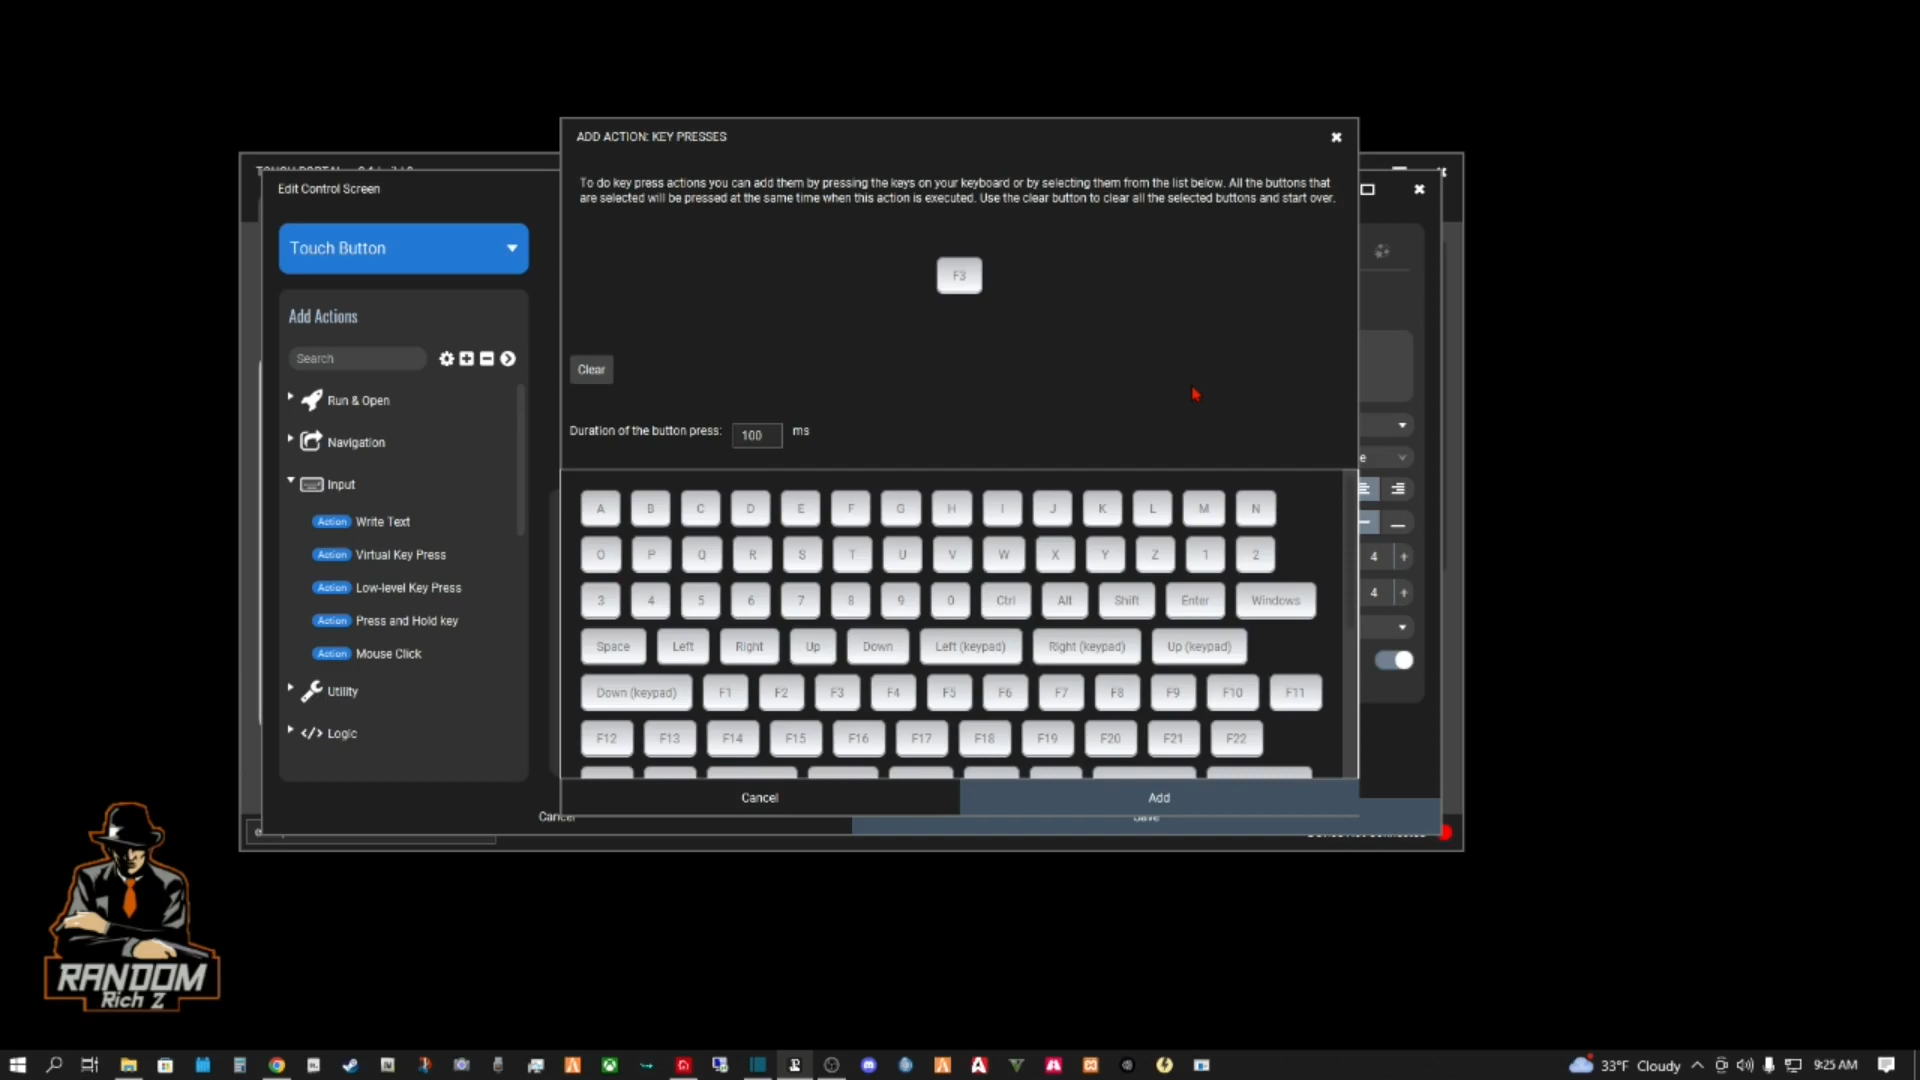 ADD ACTION: KEY PRESSES
Edit Control Screen
To do key press actions you can add them by pressing the keys on your keyboard or by selecting them from the list below. All the buttons that
are selected will be pressed at the same time when this action is executed. Use the clear button to clear all the selected buttons and start over.
Touch Button
F3
Add Actions
Search
Clear
Run & Open
Duration of the button press: 100 ms
Navigation
Input
Write Text
Action
Virtual Key Press
Action
Low-level Key Press
Action
Press and Hold key
Action
Mouse Click
Action
Utility
Logic
A B C D E F G H I J K L M N
O P Q R S T U V W X Y Z 1 2
3 4 5 6 7 8 9 0 Ctrl Alt Shift Enter Windows
Space Left Right Up Down Left (keypad) Right (keypad) Up (keypad)
Down (keypad) F1 F2 F3 F4 F5 F6 F7 F8 F9 F10 F11
F12 F13 F14 F15 F16 F17 F18 F19 F20 F21 F22
4 +
4 +
Cancel Add
Cancel Save
RANDOM
Rich Z
33°F Cloudy 9:25 AM